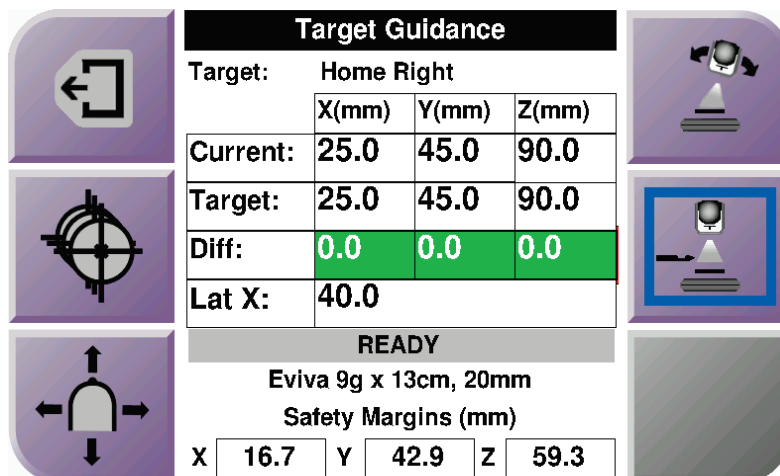 Target Guidance
Target: Home Right
X(mm) Y(mm) Z(mm)
Current: 25.0 45.0 90.0
Target: 25.0 45.0 90.0
Diff: 0.0 0.0 0.0
Lat X: 40.0
READY
Eviva 9g x 13cm, 20mm
Safety Margins (mm)
X 16.7 Y 42.9 Z 59.3